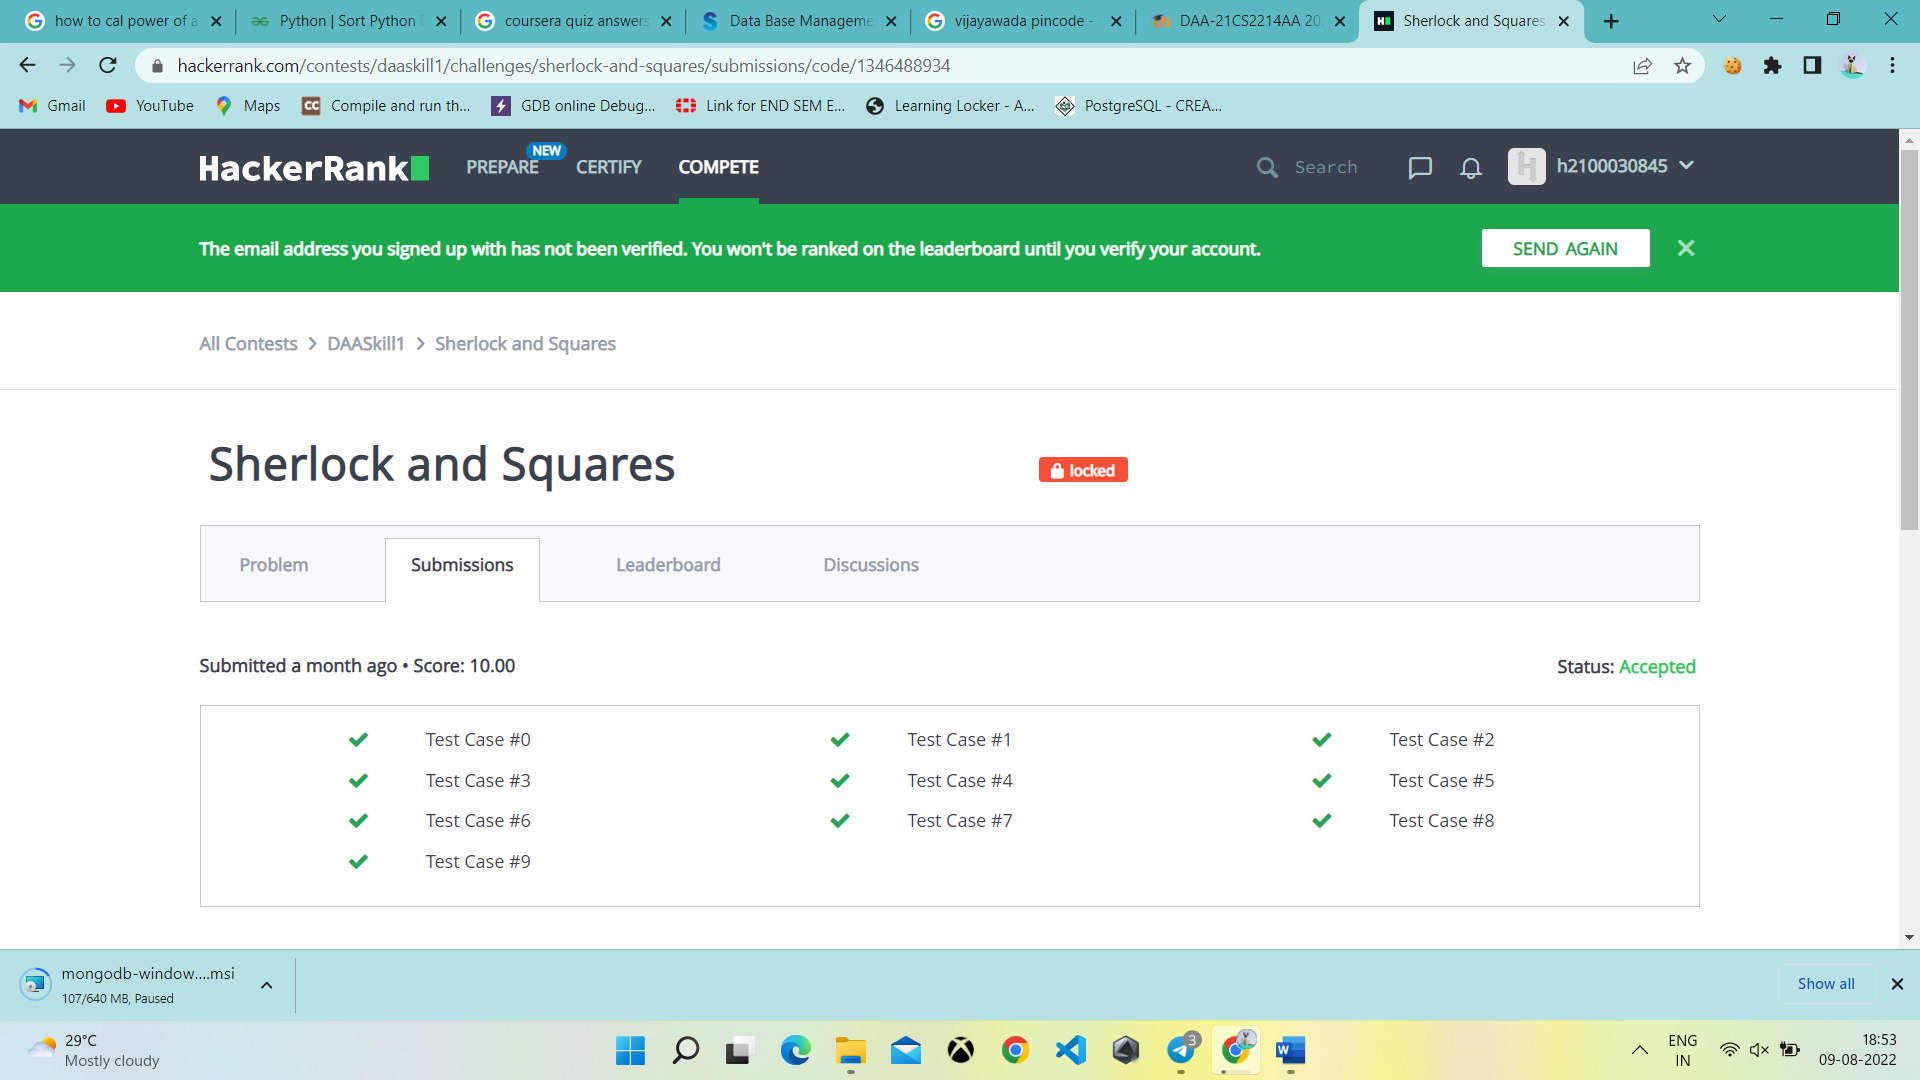 how to cal power of a
Python | Sort Python D
coursera quiz answers
Data Base Manageme
vijayawada pincode -
DAA-21CS2214AA 202
Sherlock and Squares
hackerrank.com/contests/daaskill1/challenges/sherlock-and-squares/submissions/code/1346488934
Gmail
YouTube
Maps
CC
Compile and run th...
GDB online Debug...
Link for END SEM E...
Learning Locker - A...
PostgreSQL - CREA...
HackerRank
PREPARE
NEW
CERTIFY
COMPETE
Search
h2100030845
The email address you signed up with has not been verified. You won't be ranked on the leaderboard until you verify your account.
SEND AGAIN
All Contests > DAASkill1 > Sherlock and Squares
Sherlock and Squares
locked
Problem
Submissions
Leaderboard
Discussions
Submitted a month ago • Score: 10.00
Status: Accepted
Test Case #0
Test Case #1
Test Case #2
Test Case #3
Test Case #4
Test Case #5
Test Case #6
Test Case #7
Test Case #8
Test Case #9
mongodb-window....msi
107/640 MB, Paused
Show all
29°C
Mostly cloudy
3
ENG
IN
18:53
09-08-2022